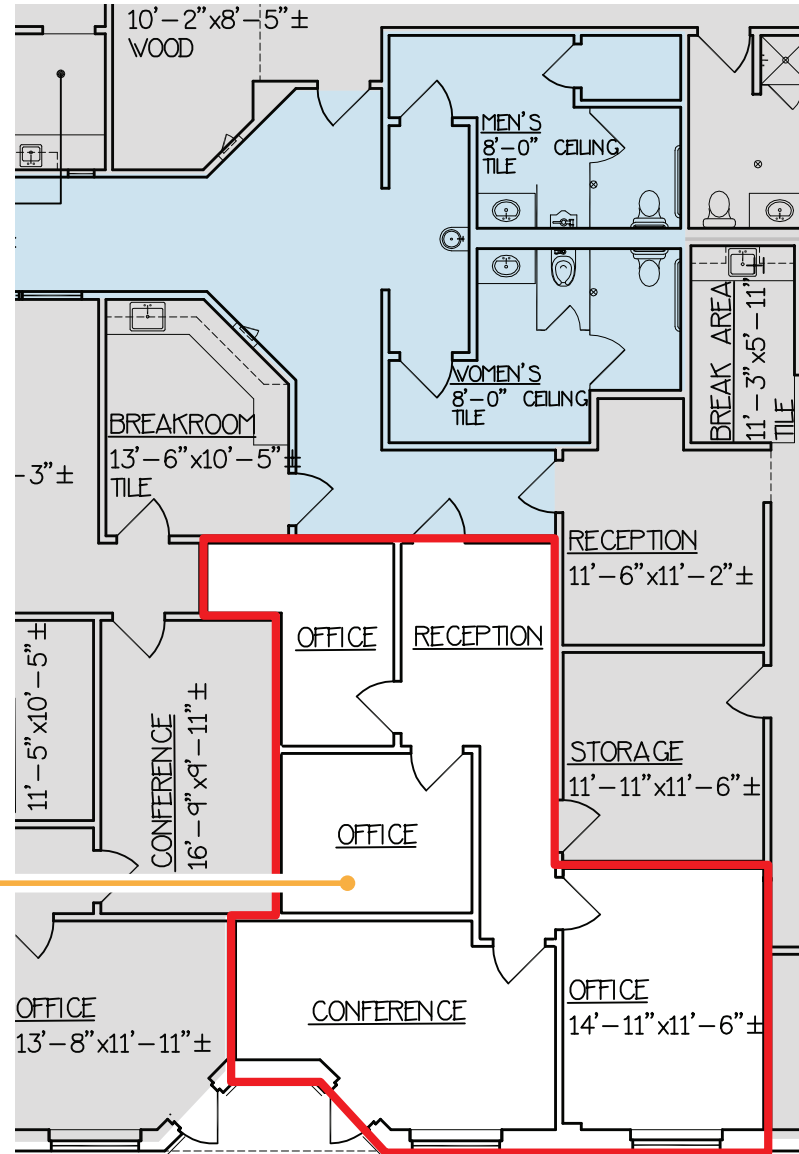 10'-2"x8'-5"±
WOOD
MEN'S
8'-0" CEILING
TILE
WOMEN'S
8'-0" CEILING
TILE
BREAK AREA
11'-3"x5'-11"±
TILE
BREAKROOM
13'-6"x10'-5"±
TILE
-3"±
RECEPTION
11'-6"x11'-2"±
OFFICE
RECEPTION
11'-5"x10'-5"±
CONFERENCE
16'-9"x9'-11"±
STORAGE
11'-11"x11'-6"±
OFFICE
OFFICE
13'-8"x11'-11"±
CONFERENCE
OFFICE
14'-11"x11'-6"±